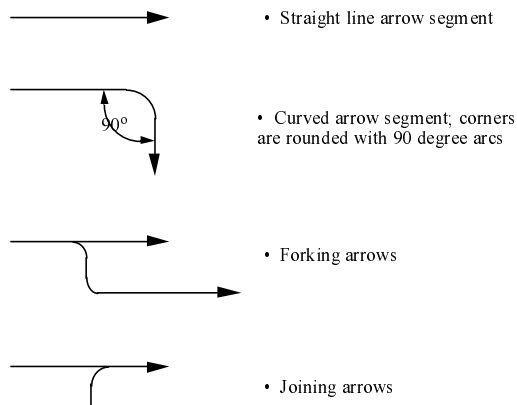 • Straight line arrow segment
90°
• Curved arrow segment; corners
are rounded with 90 degree arcs
• Forking arrows
• Joining arrows